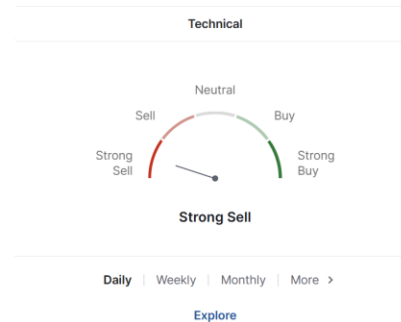 Technical
Neutral
Sell
Buy
Strong
Sell
Strong
Buy
Strong Sell
Daily | Weekly | Monthly | More >
Explore